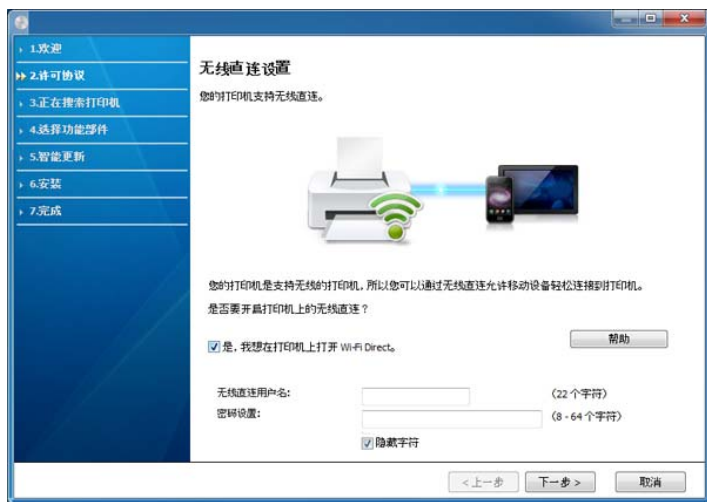 1.欢迎
2.许可协议
3.正在搜索打印机
4.选择功能部件
5.智能更新
6.安装
7.完成
无线直连设置
您的打印机支持无线直连。
您的打印机是支持无线的打印机，所以您可以通过无线直连允许移动设备轻松连接到打印机。
是否要开启打印机上的无线直连？
是，我想在打印机上打开 Wi-Fi Direct。
帮助
无线直连用户名: （22 个字符）
密码设置: （8 - 64 个字符）
隐藏字符
< 上一步 下一步 > 取消